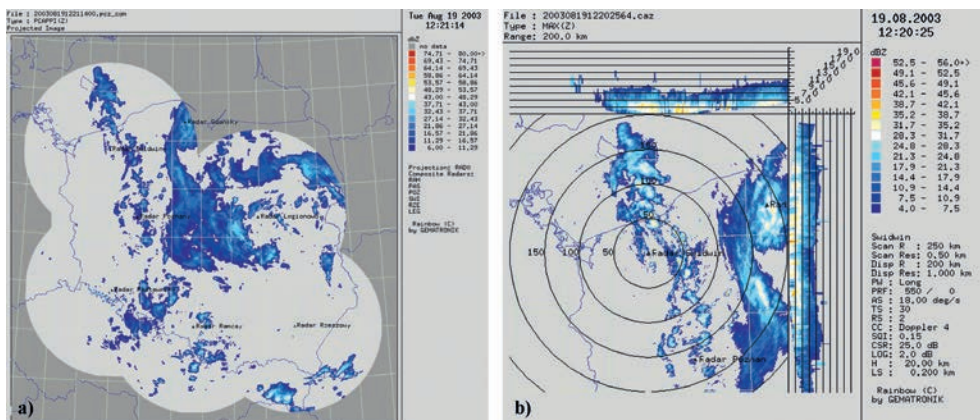 File : 2003081912211400.pcz_com
Type : PCAPPI(Z)
Projected Image
Tue Aug 19 2003
12:21:14
dBZ
no data
74.71 - 80.00+>
69.43 - 74.71
64.14 - 69.43
58.86 - 64.14
53.57 - 58.86
48.29 - 53.57
43.00 - 48.29
37.71 - 43.00
32.43 - 37.71
27.14 - 32.43
21.86 - 27.14
16.57 - 21.86
11.29 - 16.57
6.00 - 11.29
Projection: RADX
Composite Radars:
RAM
PAS
POZ
SWI
RZE
LEG
Rainbow (C)
by GEMATRONIK
Radar Gdansky
Radar Swidwin
Radar Poznan
Radar Legionowo
Radar Pastewnik
Radar Ramza
Radar Rzeszow
a)
File : 2003081912202564.caz
Type : MAX(Z)
Range: 200.0 km
19.08.2003
12:20:25
dBZ
52.5 - 56.0+>
49.1 - 52.5
45.6 - 49.1
42.1 - 45.6
38.7 - 42.1
35.2 - 38.7
31.7 - 35.2
28.3 - 31.7
24.8 - 28.3
21.3 - 24.8
17.9 - 21.3
14.4 - 17.9
10.9 - 14.4
7.5 - 10.9
4.0 - 7.5
Swidwin
Scan R : 250 km
Scan Res: 0.50 km
Disp R : 200 km
Disp Res: 1.000 km
PW : Long
PRF: 550 / 0
AS : 18.00 deg/s
TS : 30
RS : 2
CC : Doppler 4
SQI: 0.15
CSR: 25.0 dB
LOG: 2.0 dB
H : 20.00 km
LS : 0.200 km
Rainbow (C)
by GEMATRONIK
150 100 50
Radar Swidwin
Radar Poznan
b)